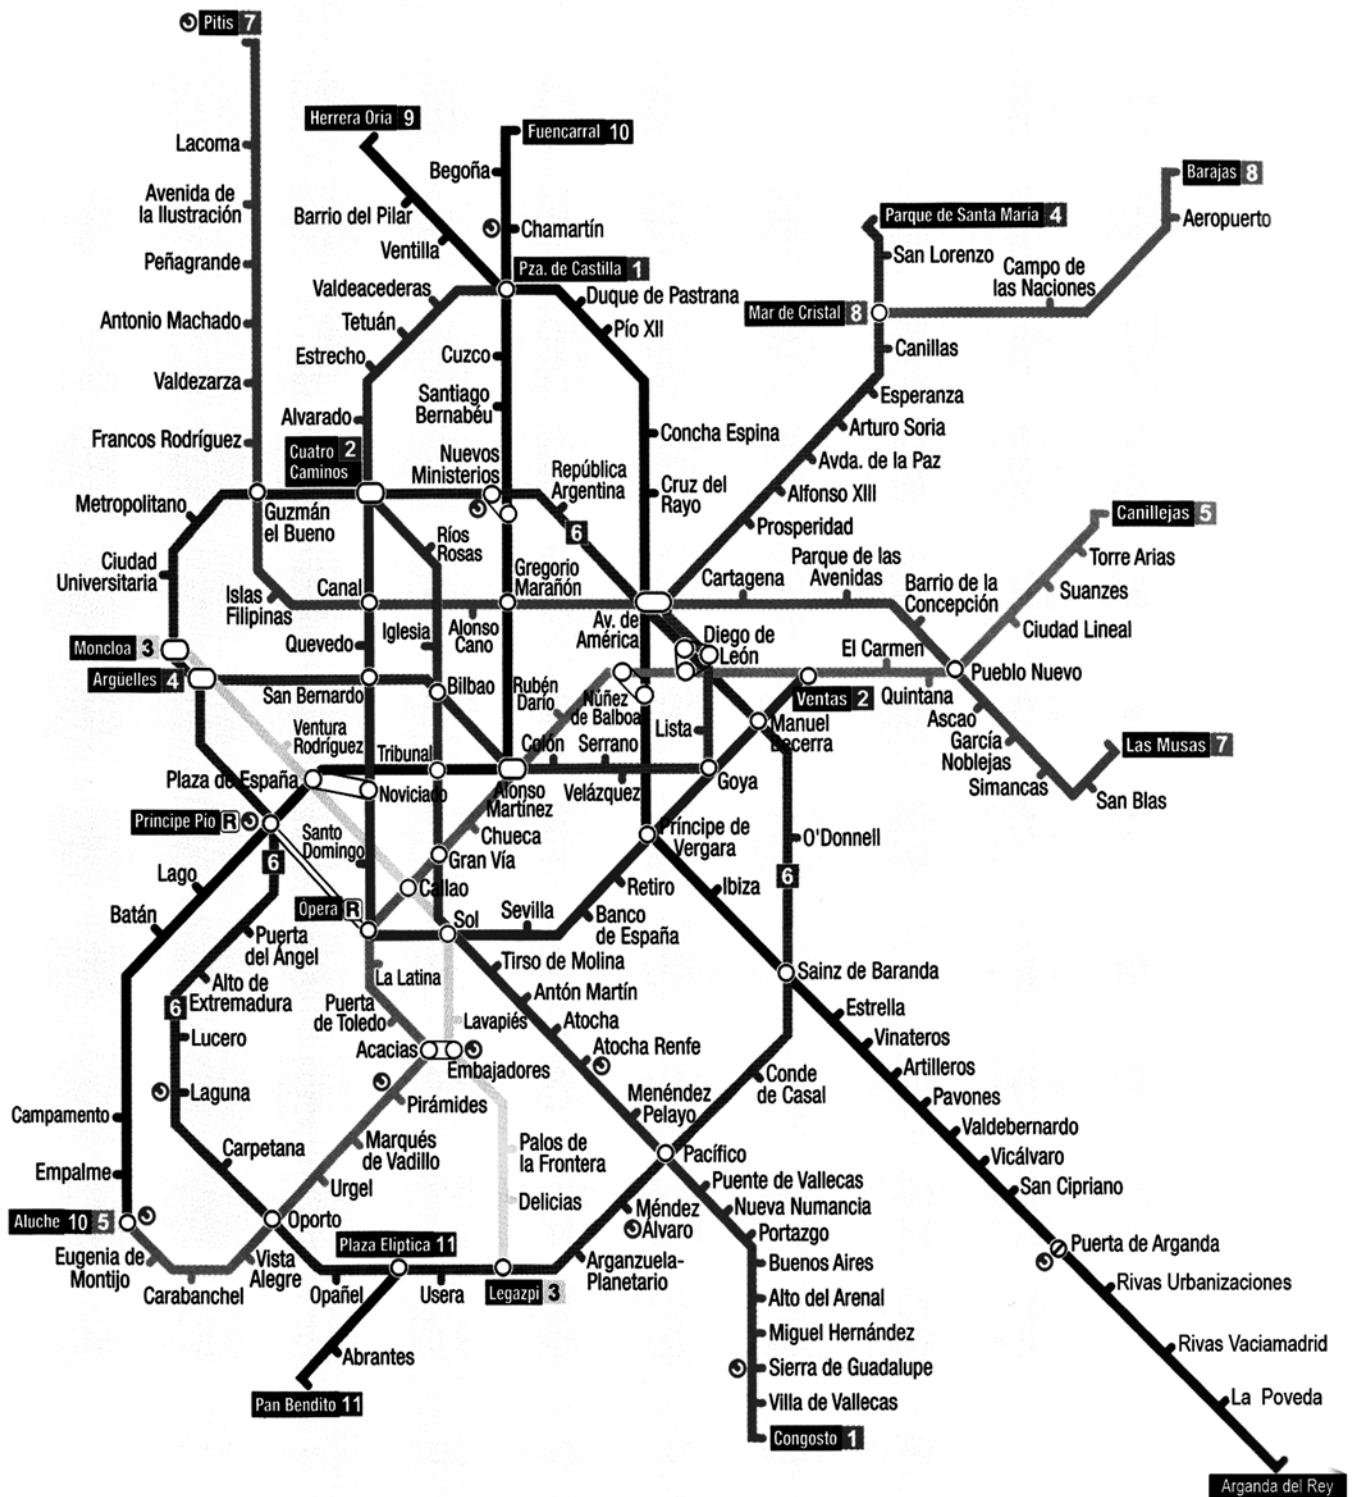 Pitis 7
Herrera Oria 9
Fuencarral 10
Lacoma
Begoña
Barajas 8
Avenida de
la Ilustración
Barrio del Pilar
Chamartín
Parque de Santa María 4
Aeropuerto
Ventilla
San Lorenzo
Peñagrande
Pza. de Castilla 1
Campo de
las Naciones
Valdeacederas
Duque de Pastrana
Mar de Cristal 8
Antonio Machado
Tetuán
Pío XII
Estrecho
Cuzco
Canillas
Valdezarza
Santiago
Bernabéu
Esperanza
Alvarado
Arturo Soria
Francos Rodríguez
Concha Espina
Cuatro 2
Caminos
Nuevos
Ministerios
República
Argentina
Avda. de la Paz
Metropolitano
Guzmán
el Bueno
Cruz del
Rayo
Alfonso XIII
Canillejas 5
6
Prosperidad
Ríos
Rosas
Torre Arias
Ciudad
Universitaria
Gregorio
Marañón
Parque de las
Avenidas
Islas
Filipinas
Canal
Cartagena
Barrio de la
Concepción
Suanzes
Iglesia
Alonso
Cano
Av. de
América
Diego de
León
Ciudad Lineal
Moncloa 3
Quevedo
El Carmen
Argüelles 4
San Bernardo
Bilbao
Rubén
Darío
Núñez
de Balboa
Ventas 2
Quintana
Pueblo Nuevo
Ventura
Rodríguez
Lista
Manuel
Becerra
Ascao
Tribunal
Colón
Serrano
García
Noblejas
Las Musas 7
Plaza de España
Noviciado
Alonso
Martínez
Velázquez
Goya
Simancas
San Blas
Príncipe Pío R
Santo
Domingo
Chueca
Príncipe de
Vergara
O'Donnell
6
Gran Vía
Lago
Callao
Retiro
Ibiza
6
Batán
Ópera R
Sol
Sevilla
Banco
de España
Puerta
del Ángel
La Latina
Tirso de Molina
Sainz de Baranda
Alto de
Extremadura
Antón Martín
6
Puerta
de Toledo
Lavapiés
Atocha
Estrella
Lucero
Acacias
Embajadores
Atocha Renfe
Vinateros
Laguna
Pirámides
Menéndez
Pelayo
Conde
de Casal
Artilleros
Campamento
Marqués
de Vadillo
Palos de
la Frontera
Pavones
Carpetana
Valdebernardo
Empalme
Urgel
Delicias
Pacífico
Vicálvaro
Puente de Vallecas
San Cipriano
Aluche 10 5
Oporto
Méndez
Álvaro
Nueva Numancia
Plaza Elíptica 11
Portazgo
Puerta de Arganda
Eugenia de
Montijo
Vista
Alegre
Arganzuela-
Planetario
Buenos Aires
Rivas Urbanizaciones
Carabanchel
Opañel
Usera
Legazpi 3
Alto del Arenal
Miguel Hernández
Rivas Vaciamadrid
Abrantes
Sierra de Guadalupe
Pan Bendito 11
Villa de Vallecas
La Poveda
Congosto 1
Arganda del Rey